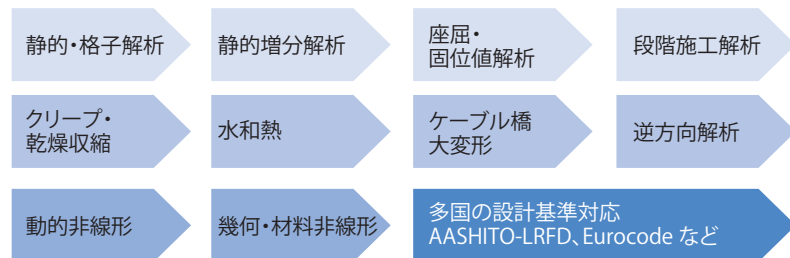 静的・格子解析
静的増分解析
座屈・
固位値解析
段階施工解析
クリープ・
乾燥収縮
水和熱
ケーブル橋
大変形
逆方向解析
動的非線形
幾何・材料非線形
多国の設計基準対応
AASHITO-LRFD、Eurocode など